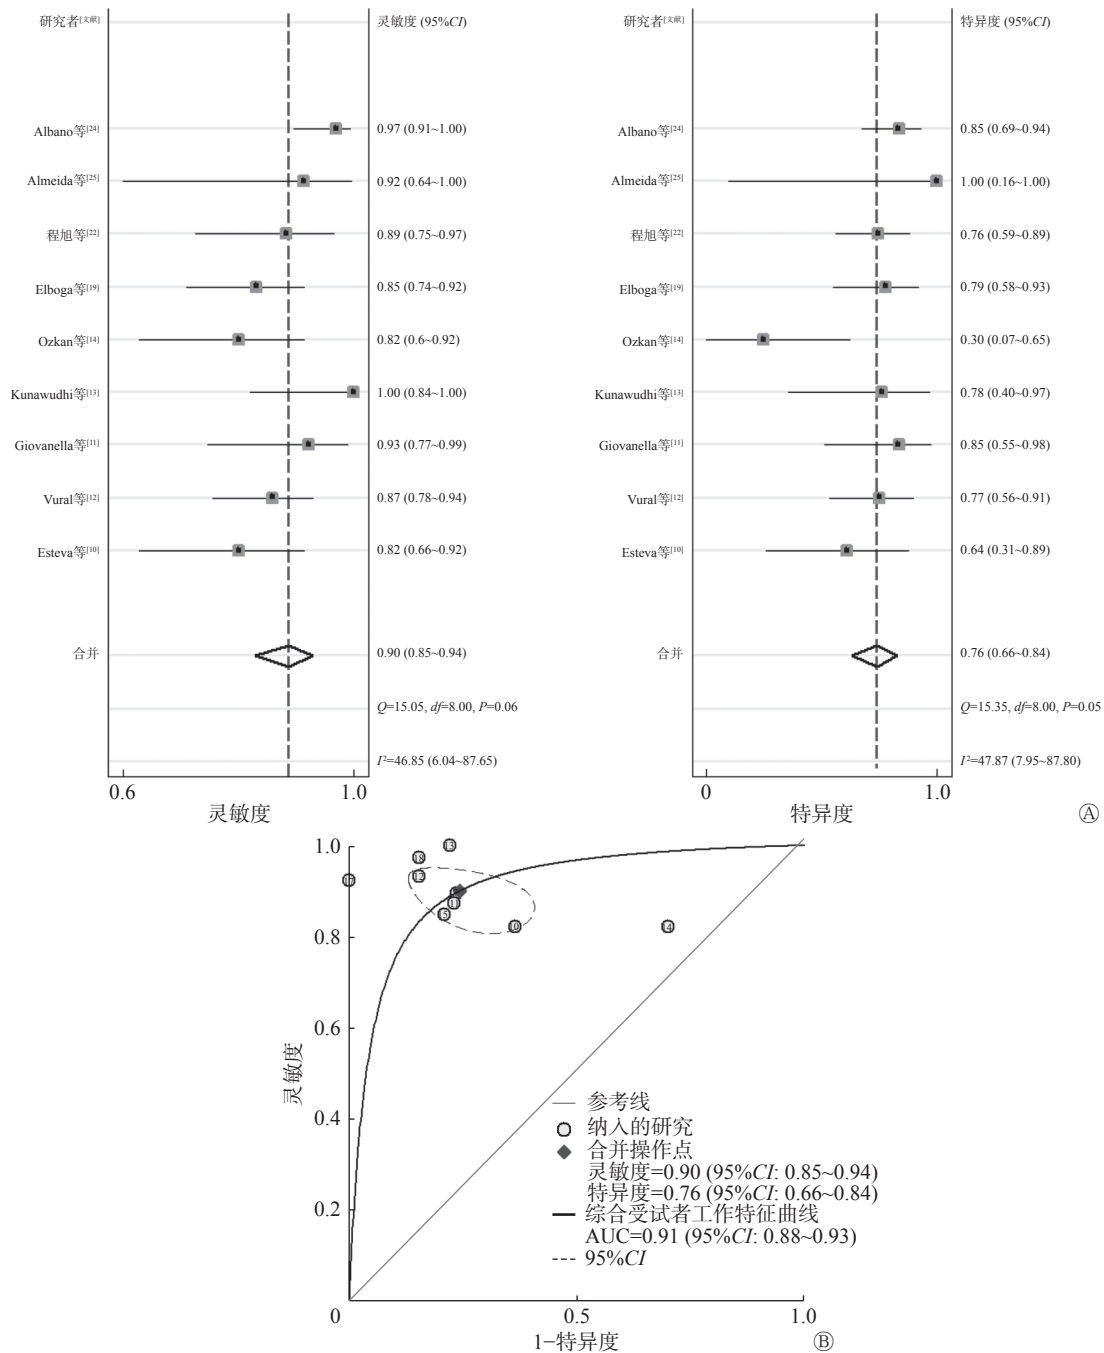 研究者[文献] 灵敏度 (95%CI)
Albano等[24] 0.97 (0.91~1.00)
Almeida等[25] 0.92 (0.64~1.00)
程旭等[22] 0.89 (0.75~0.97)
Elboga等[19] 0.85 (0.74~0.92)
Ozkan等[14] 0.82 (0.6~0.92)
Kunawudhi等[13] 1.00 (0.84~1.00)
Giovanella等[11] 0.93 (0.77~0.99)
Vural等[12] 0.87 (0.78~0.94)
Esteva等[10] 0.82 (0.66~0.92)
合并 0.90 (0.85~0.94)
Q=15.05, df=8.00, P=0.06
I²=46.85 (6.04~87.65)
0.6 1.0
灵敏度
研究者[文献] 特异度 (95%CI)
Albano等[24] 0.85 (0.69~0.94)
Almeida等[25] 1.00 (0.16~1.00)
程旭等[22] 0.76 (0.59~0.89)
Elboga等[19] 0.79 (0.58~0.93)
Ozkan等[14] 0.30 (0.07~0.65)
Kunawudhi等[13] 0.78 (0.40~0.97)
Giovanella等[11] 0.85 (0.55~0.98)
Vural等[12] 0.77 (0.56~0.91)
Esteva等[10] 0.64 (0.31~0.89)
合并 0.76 (0.66~0.84)
Q=15.35, df=8.00, P=0.05
I²=47.87 (7.95~87.80)
0 1.0
特异度
Ⓐ
1.0
0.8
0.6
0.4
0.2
灵敏度
13
18
17
12
11
15
10
14
参考线
纳入的研究
合并操作点
灵敏度=0.90 (95%CI: 0.85~0.94)
特异度=0.76 (95%CI: 0.66~0.84)
综合受试者工作特征曲线
AUC=0.91 (95%CI: 0.88~0.93)
95%CI
0 0.5 1.0
1−特异度
Ⓑ